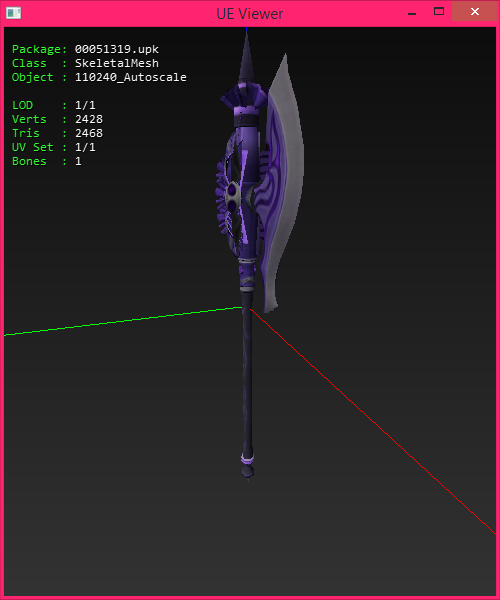 UE Viewer
Package: 00051319.upk
Class : SkeletalMesh
Object : 110240_Autoscale
LOD : 1/1
Verts : 2428
Tris : 2468
UV Set : 1/1
Bones : 1